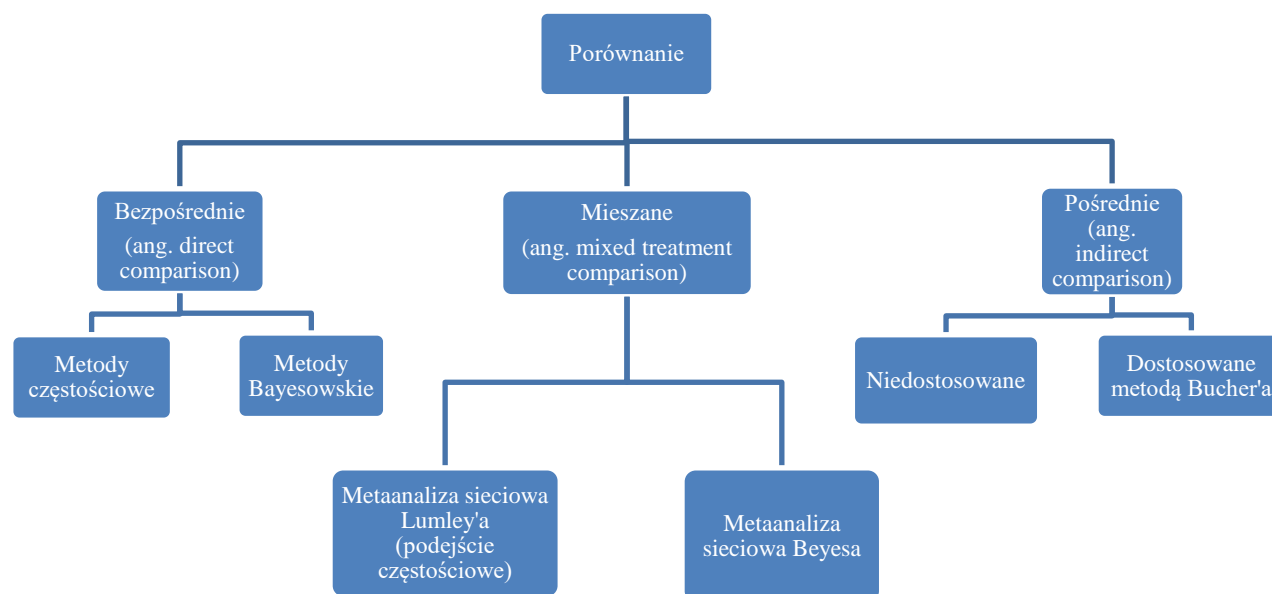 Porównanie
Bezpośrednie
(ang. direct
comparison)
Mieszane
(ang. mixed treatment
comparison)
Pośrednie
(ang.
indirect
comparison)
Metody
częstościowe
Metody
Bayesowskie
Niedostosowane
Dostosowane
metodą Bucher'a
Metaanaliza sieciowa
Lumley'a
(podejście
częstościowe)
Metaanaliza
sieciowa Beyesa